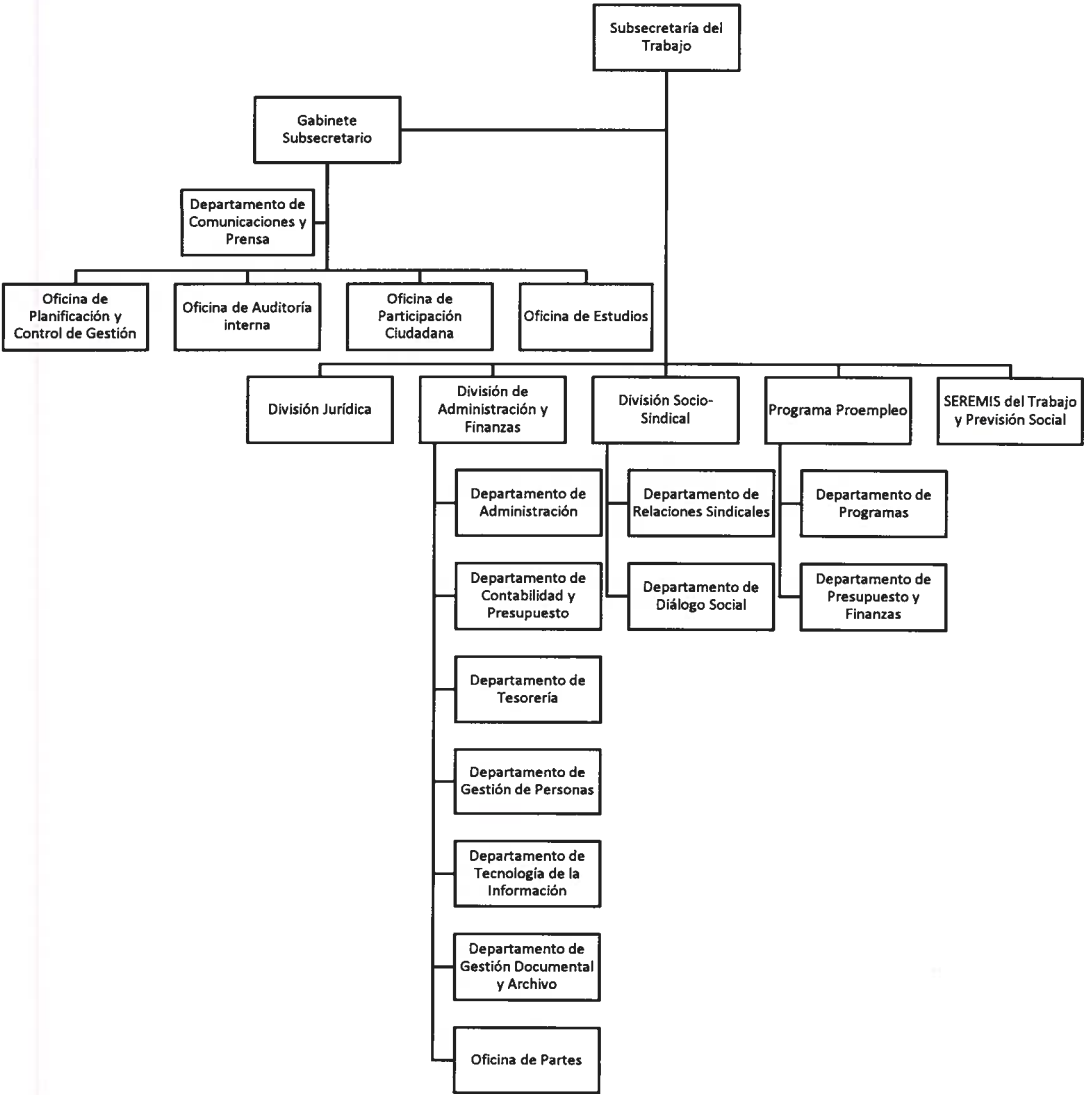 Subsecretaría del
Trabajo
Gabinete
Subsecretario
Departamento de
Comunicaciones y
Prensa
Oficina de
Planificación y
Control de Gestión
Oficina de Auditoría
interna
Oficina de
Participación
Ciudadana
Oficina de Estudios
División Jurídica
División de
Administración y
Finanzas
División Socio-
Sindical
Programa Proempleo
SEREMIS del Trabajo
y Previsión Social
Departamento de
Administración
Departamento de
Contabilidad y
Presupuesto
Departamento de
Tesorería
Departamento de
Gestión de Personas
Departamento de
Tecnología de la
Información
Departamento de
Gestión Documental
y Archivo
Oficina de Partes
Departamento de
Relaciones Sindicales
Departamento de
Diálogo Social
Departamento de
Programas
Departamento de
Presupuesto y
Finanzas